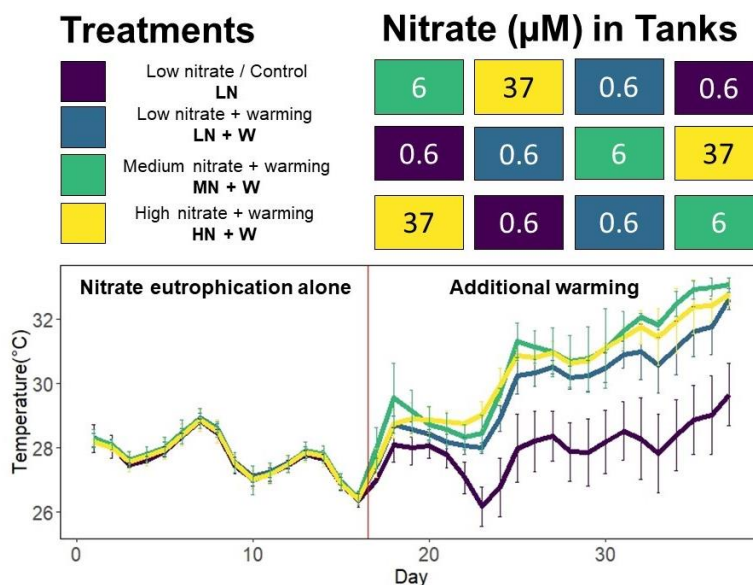 Treatments
Low nitrate / Control
LN
Low nitrate + warming
LN + W
Medium nitrate + warming
MN + W
High nitrate + warming
HN + W
Nitrate (µM) in Tanks
6 37 0.6 0.6
0.6 0.6 6 37
37 0.6 0.6 6
Nitrate eutrophication alone
Additional warming
Temperature(°C)
32
30
28
26
0 10 20 30
Day